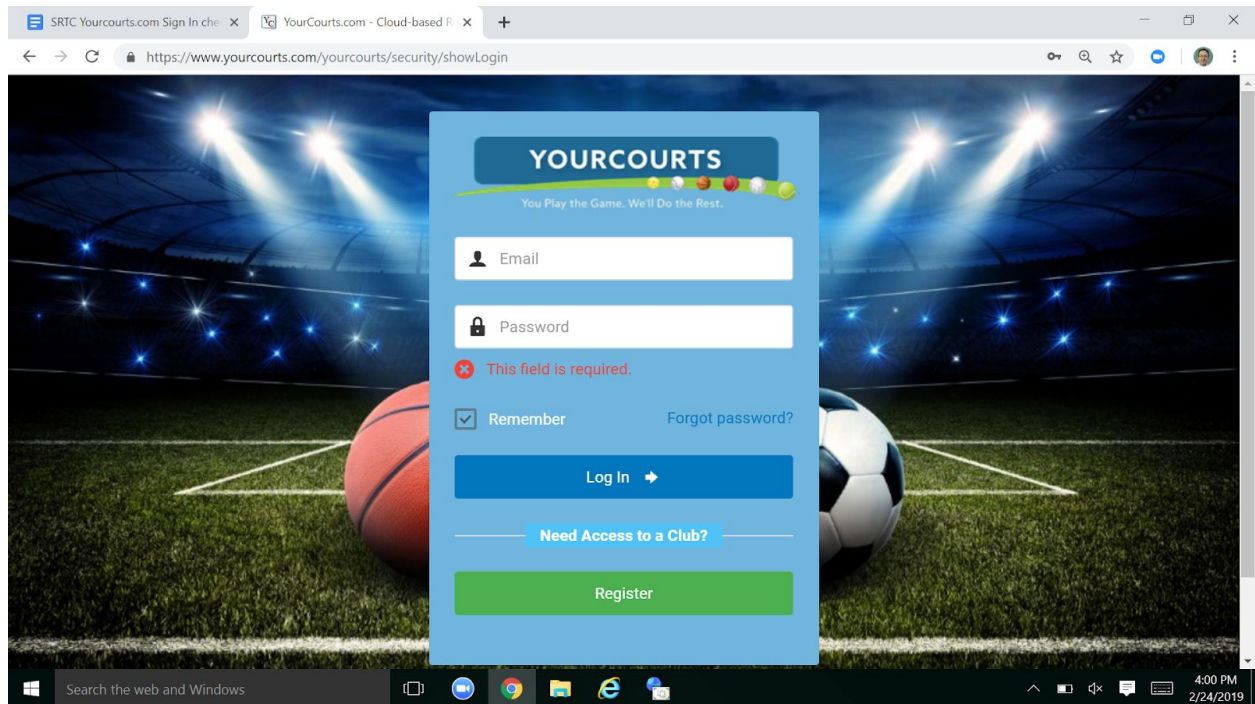 SRTC Yourcourts.com Sign In che
YourCourts.com - Cloud-based R
https://www.yourcourts.com/yourcourts/security/showLogin
YOURCOURTS
You Play the Game. We'll Do the Rest.
Email
Password
This field is required.
Remember
Forgot password?
Log In
Need Access to a Club?
Register
Search the web and Windows
4:00 PM
2/24/2019